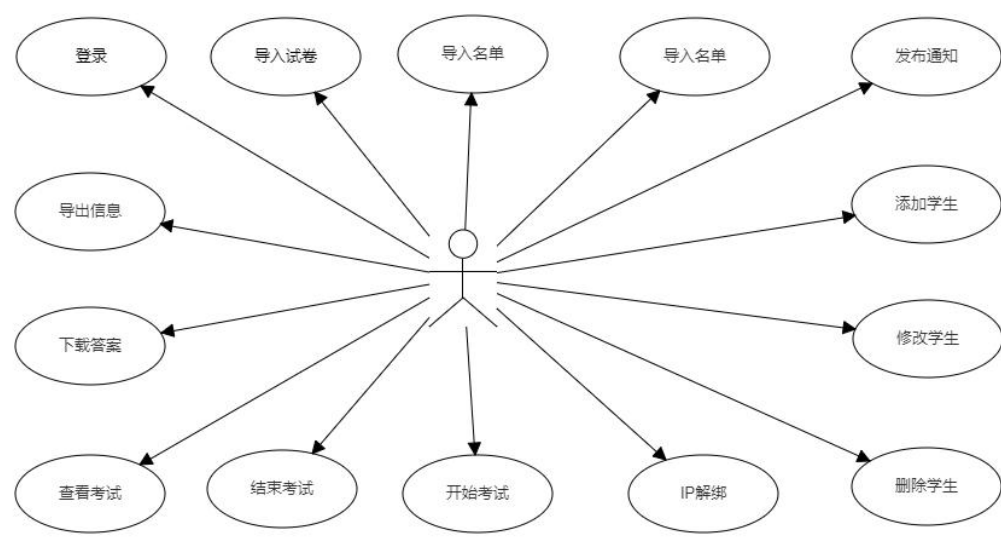 登录
导入试卷
导入名单
导入名单
发布通知
导出信息
添加学生
下载答案
修改学生
查看考试
结束考试
开始考试
IP解绑
删除学生